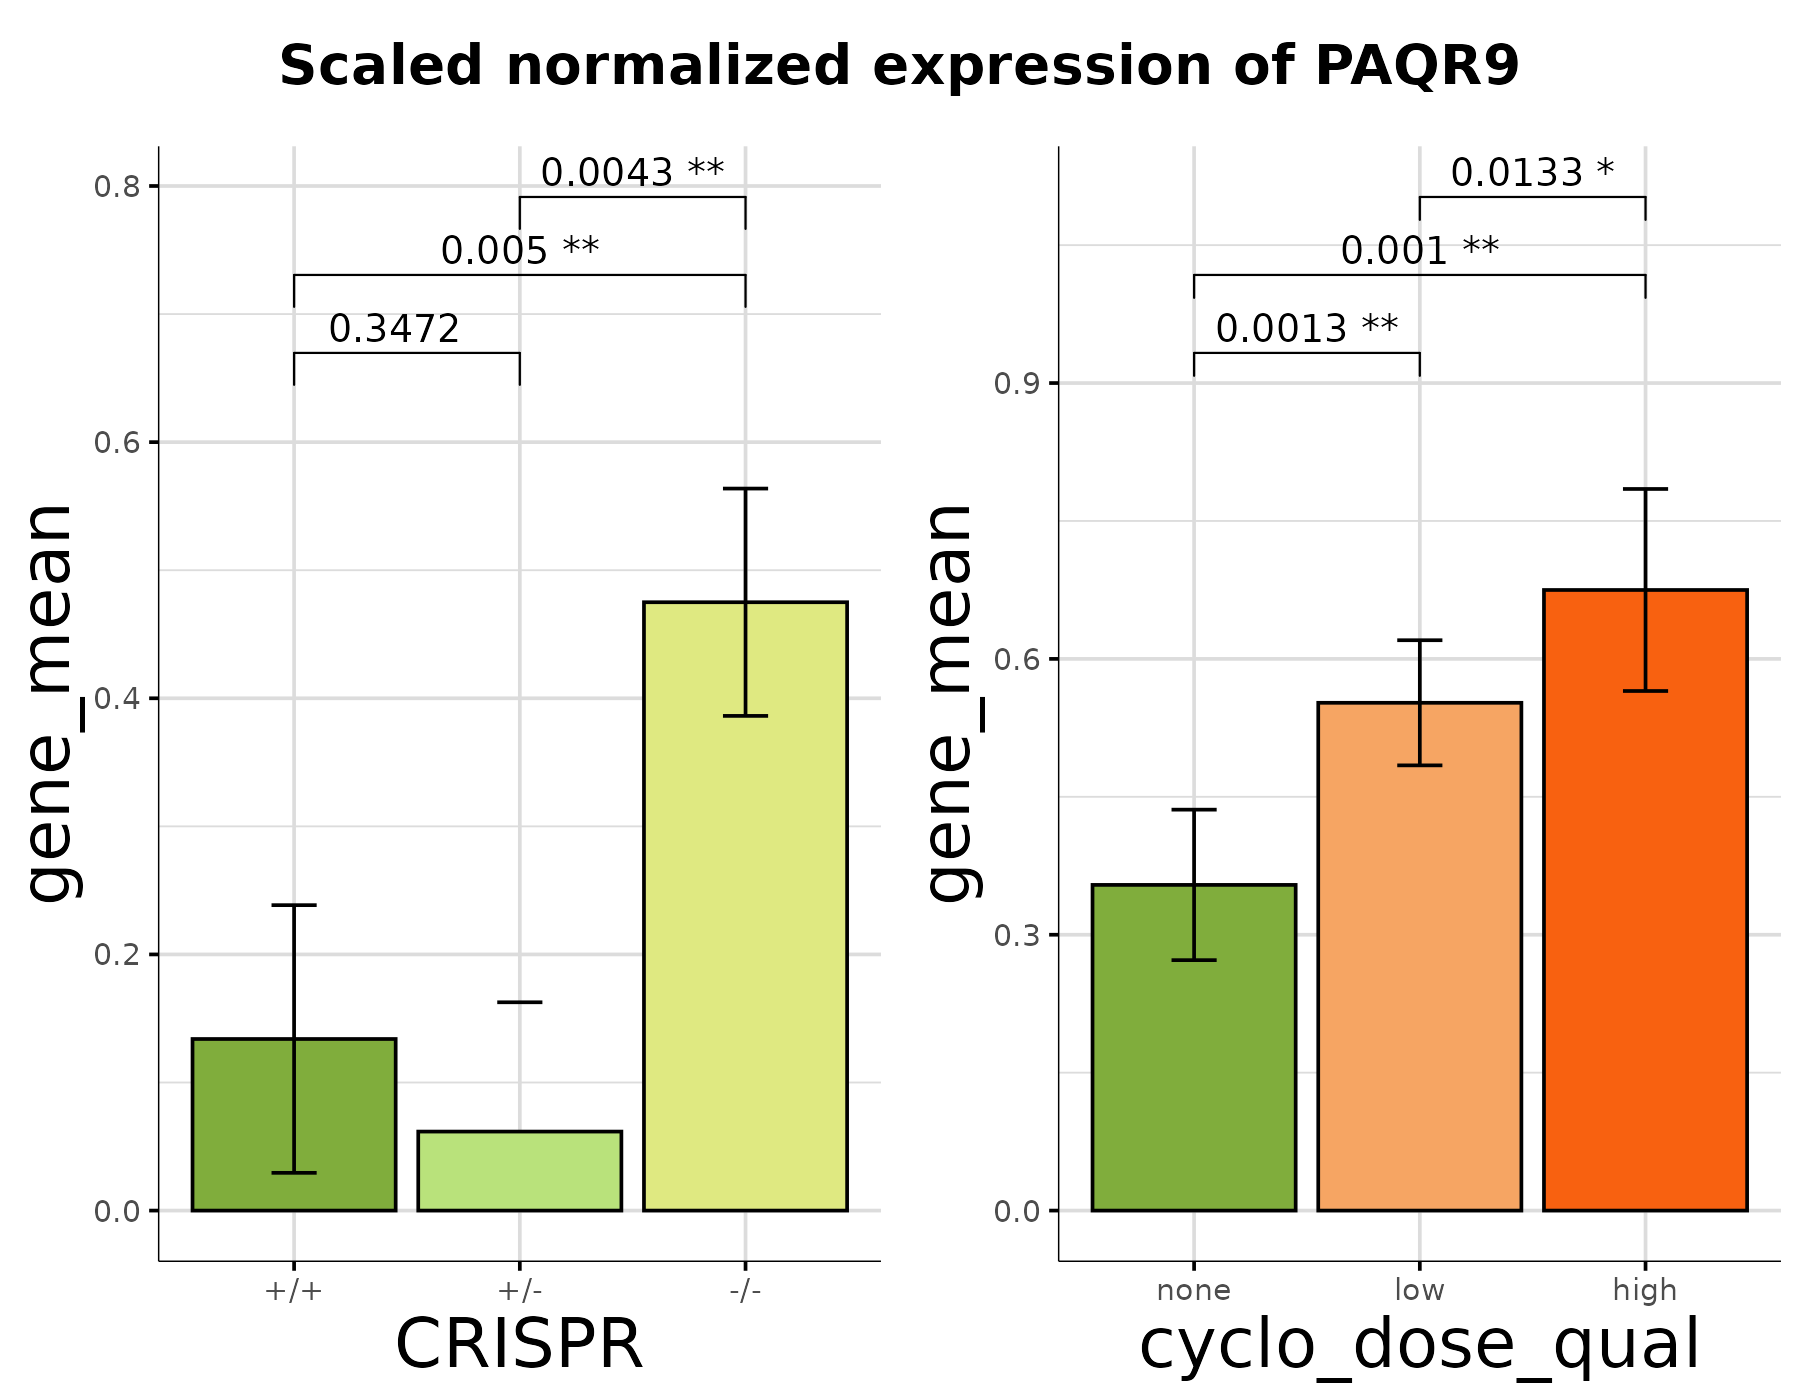 Scaled normalized expression of PAQR9
gene_mean
0.8
0.6
0.4
0.2
0.0
0.0043 **
0.005 **
0.3472
+/+ +/- -/-
CRISPR
gene_mean
0.9
0.6
0.3
0.0
0.0133 *
0.001 **
0.0013 **
none low high
cyclo_dose_qual